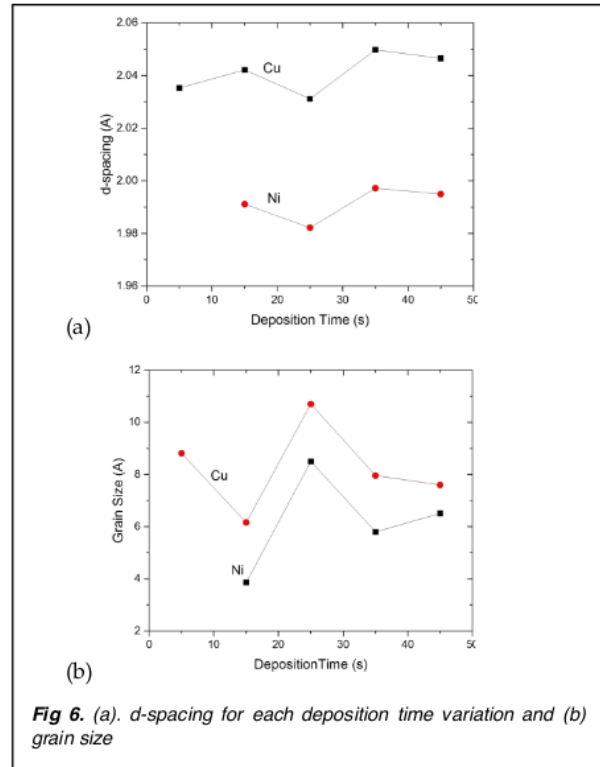 2.06
2.04
2.02
2.00
1.98
1.96
d-spacing (A)
Cu
Ni
0 10 20 30 40 50
Deposition Time (s)
(a)
12
10
8
6
4
2
Grain Size (A)
Cu
Ni
0 10 20 30 40 50
DepositionTime (s)
(b)
Fig 6. (a). d-spacing for each deposition time variation and (b)
grain size